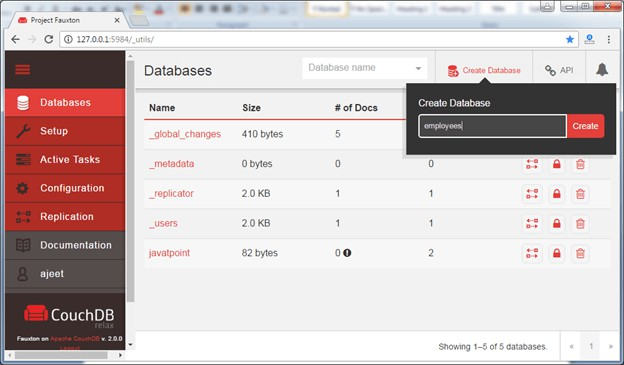 Project Fauxton
127.0.0.1:5984/_utils/
Databases
Database name
Create Database
API
Databases
Setup
Active Tasks
Configuration
Replication
Documentation
ajeet
CouchDB
relax
Fauxton on Apache CouchDB v. 2.0.0
Logout
Create Database
employees
Create
Name Size # of Docs
_global_changes 410 bytes 5
_metadata 0 bytes 0 0
_replicator 2.0 KB 1 1
_users 2.0 KB 1 1
javatpoint 82 bytes 0 2
Showing 1–5 of 5 databases.
« 1 »